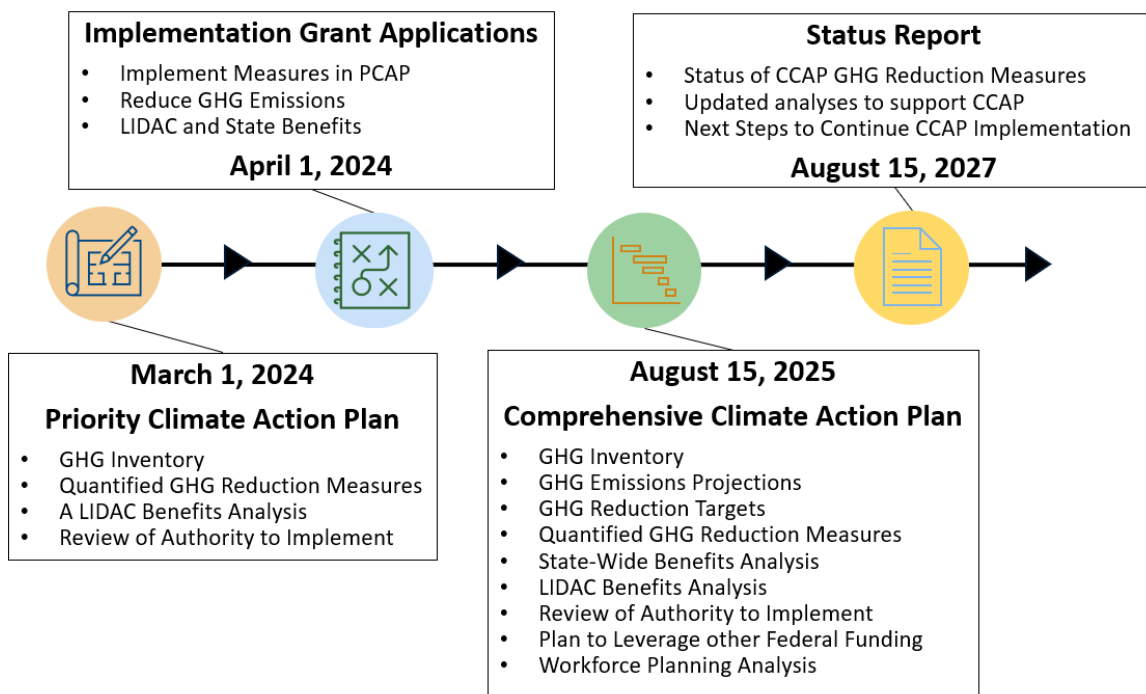 Implementation Grant Applications
• Implement Measures in PCAP
• Reduce GHG Emissions
• LIDAC and State Benefits
April 1, 2024
Status Report
• Status of CCAP GHG Reduction Measures
• Updated analyses to support CCAP
• Next Steps to Continue CCAP Implementation
August 15, 2027
March 1, 2024
Priority Climate Action Plan
• GHG Inventory
• Quantified GHG Reduction Measures
• A LIDAC Benefits Analysis
• Review of Authority to Implement
August 15, 2025
Comprehensive Climate Action Plan
• GHG Inventory
• GHG Emissions Projections
• GHG Reduction Targets
• Quantified GHG Reduction Measures
• State-Wide Benefits Analysis
• LIDAC Benefits Analysis
• Review of Authority to Implement
• Plan to Leverage other Federal Funding
• Workforce Planning Analysis